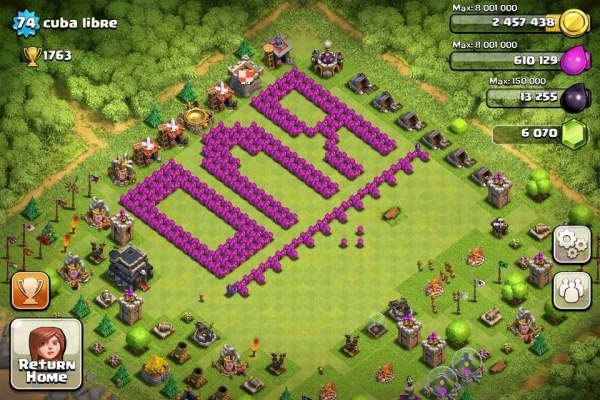 74 cuba libre
1763
Max: 8 001 000
2 457 438
Max: 8 001 000
610 129
Max: 150 000
13 255
6 070
ОЛЯ
Return
Home